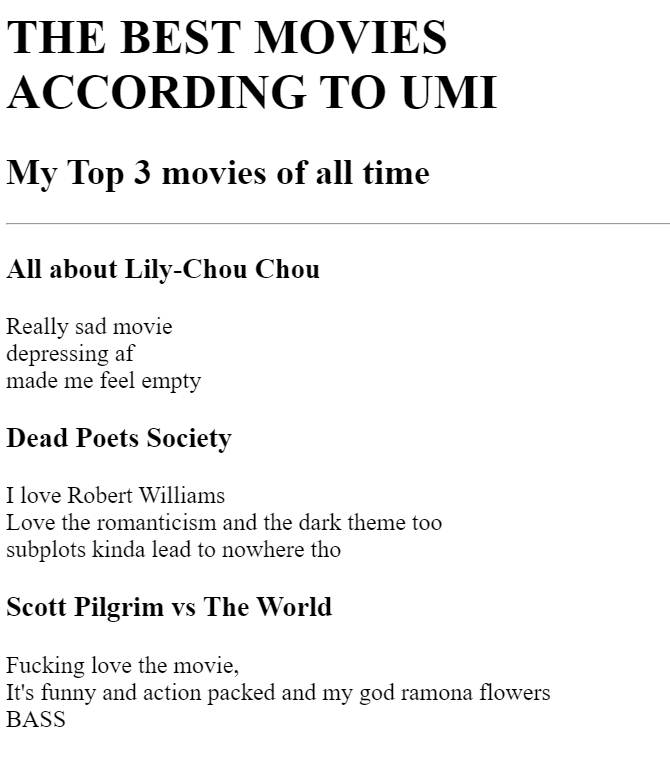 THE BEST MOVIES
ACCORDING TO UMI
My Top 3 movies of all time
All about Lily-Chou Chou
Really sad movie
depressing af
made me feel empty
Dead Poets Society
I love Robert Williams
Love the romanticism and the dark theme too
subplots kinda lead to nowhere tho
Scott Pilgrim vs The World
Fucking love the movie,
It's funny and action packed and my god ramona flowers
BASS